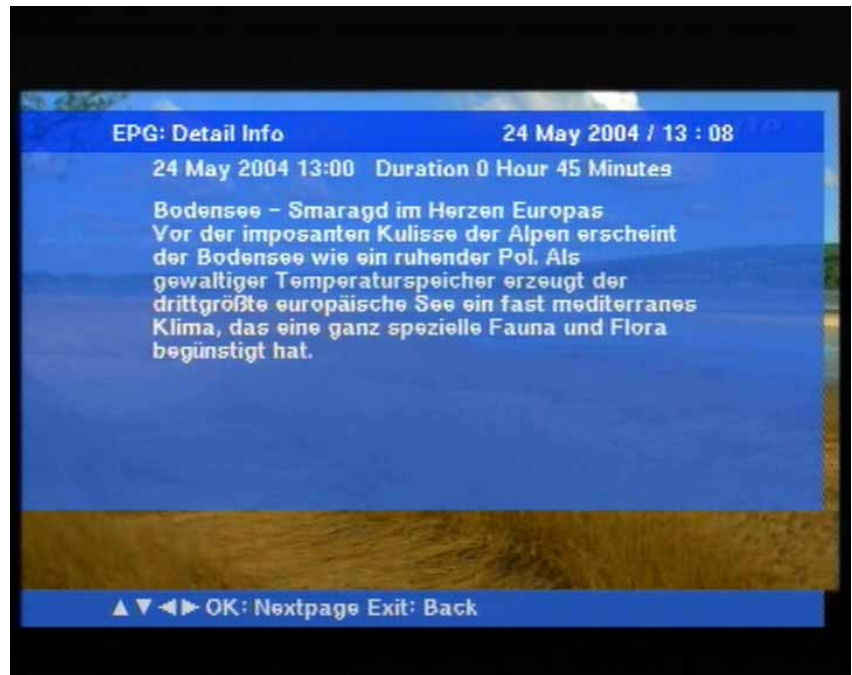 EPG: Detail Info 24 May 2004 / 13 : 08
24 May 2004 13:00 Duration 0 Hour 45 Minutes
Bodensee - Smaragd im Herzen Europas
Vor der imposanten Kulisse der Alpen erscheint
der Bodensee wie ein ruhender Pol. Als
gewaltiger Temperaturspeicher erzeugt der
drittgrößte europäische See ein fast mediterranes
Klima, das eine ganz spezielle Fauna und Flora
begünstigt hat.
▲▼◄► OK: Nextpage Exit: Back